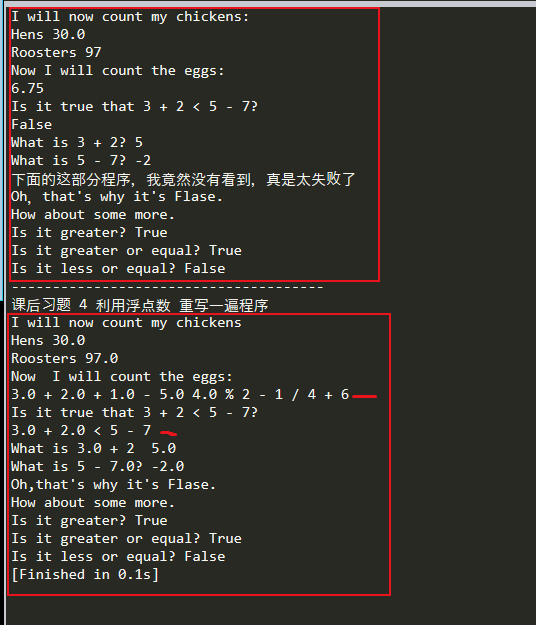 I will now count my chickens:
Hens 30.0
Roosters 97
Now I will count the eggs:
6.75
Is it true that 3 + 2 < 5 - 7?
False
What is 3 + 2? 5
What is 5 - 7? -2
下面的这部分程序，我竟然没有看到，真是太失败了
Oh, that's why it's Flase.
How about some more.
Is it greater? True
Is it greater or equal? True
Is it less or equal? False
---------------------------------------
课后习题 4 利用浮点数 重写一遍程序
I will now count my chickens
Hens 30.0
Roosters 97.0
Now  I will count the eggs:
3.0 + 2.0 + 1.0 - 5.0 4.0 % 2 - 1 / 4 + 6
Is it true that 3 + 2 < 5 - 7?
3.0 + 2.0 < 5 - 7
What is 3.0 + 2  5.0
What is 5 - 7.0? -2.0
Oh,that's why it's Flase.
How about some more.
Is it greater? True
Is it greater or equal? True
Is it less or equal? False
[Finished in 0.1s]